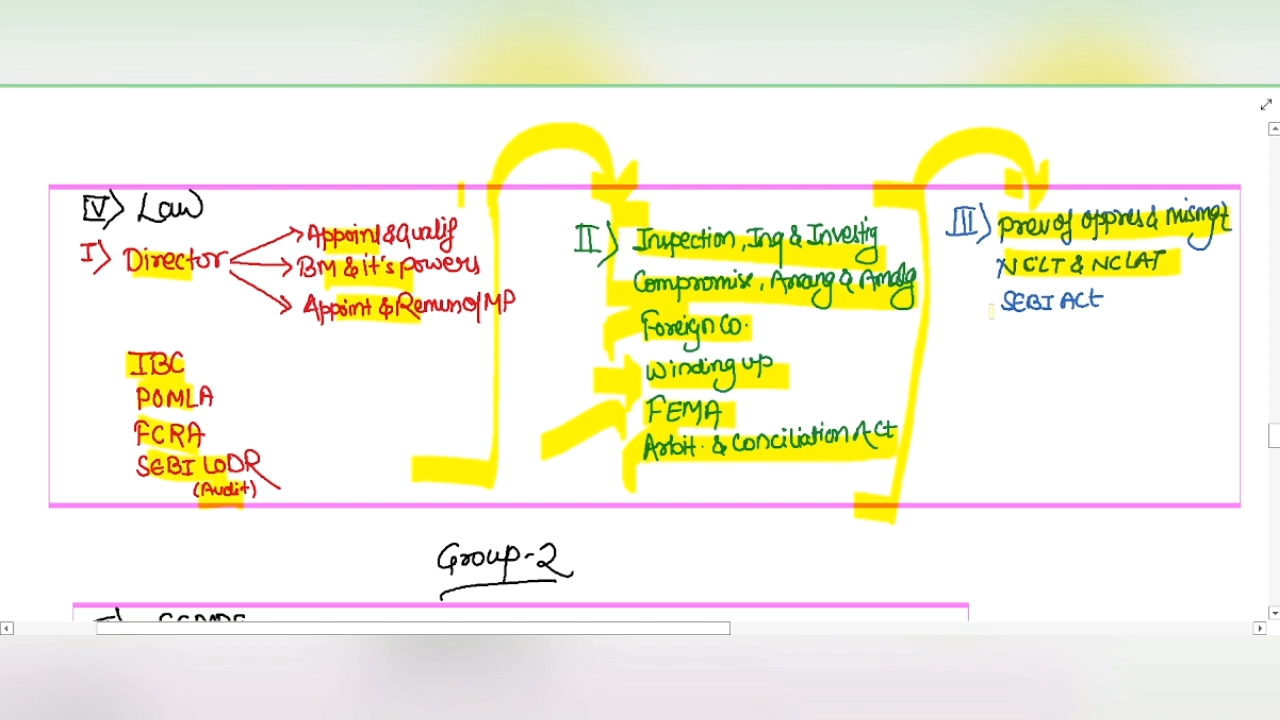 IV) Law
I) Director
→ Appoint & Qualif
→ BM & it's powers
→ Appoint & Remun of MP
IBC
POMLA
FCRA
SEBI LODR
(Audit)
II) Inspection, Inq & Investig
Compromise, Arrang & Amalg
Foreign Co.
Winding up
FEMA
Arbit. & Conciliation Act
III) Prev of oppres & mismgt
NCLT & NCLAT
SEBI ACt
Group-2